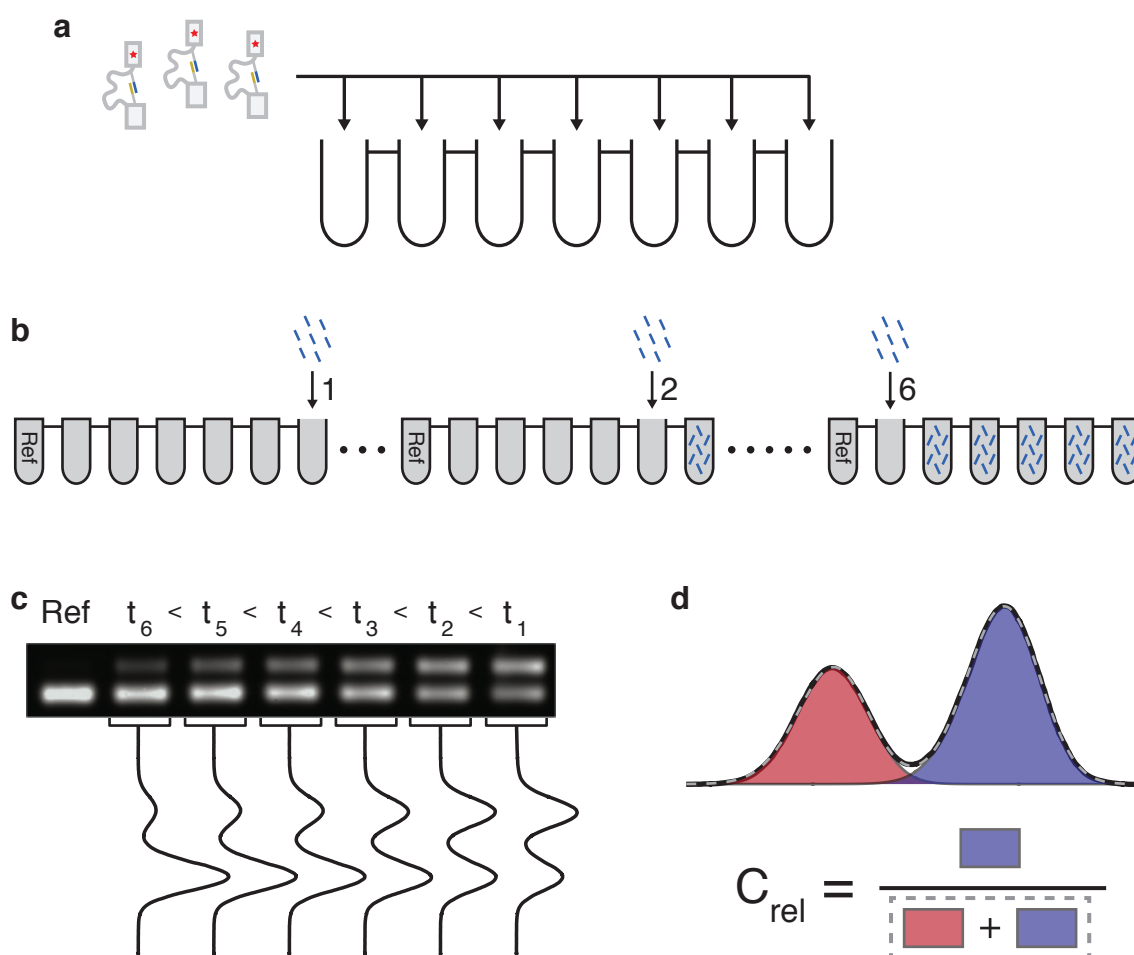 a
b
1
2
6
Ref
Ref
Ref
c
Ref t6 < t5 < t4 < t3 < t2 < t1
d
Crel =
+